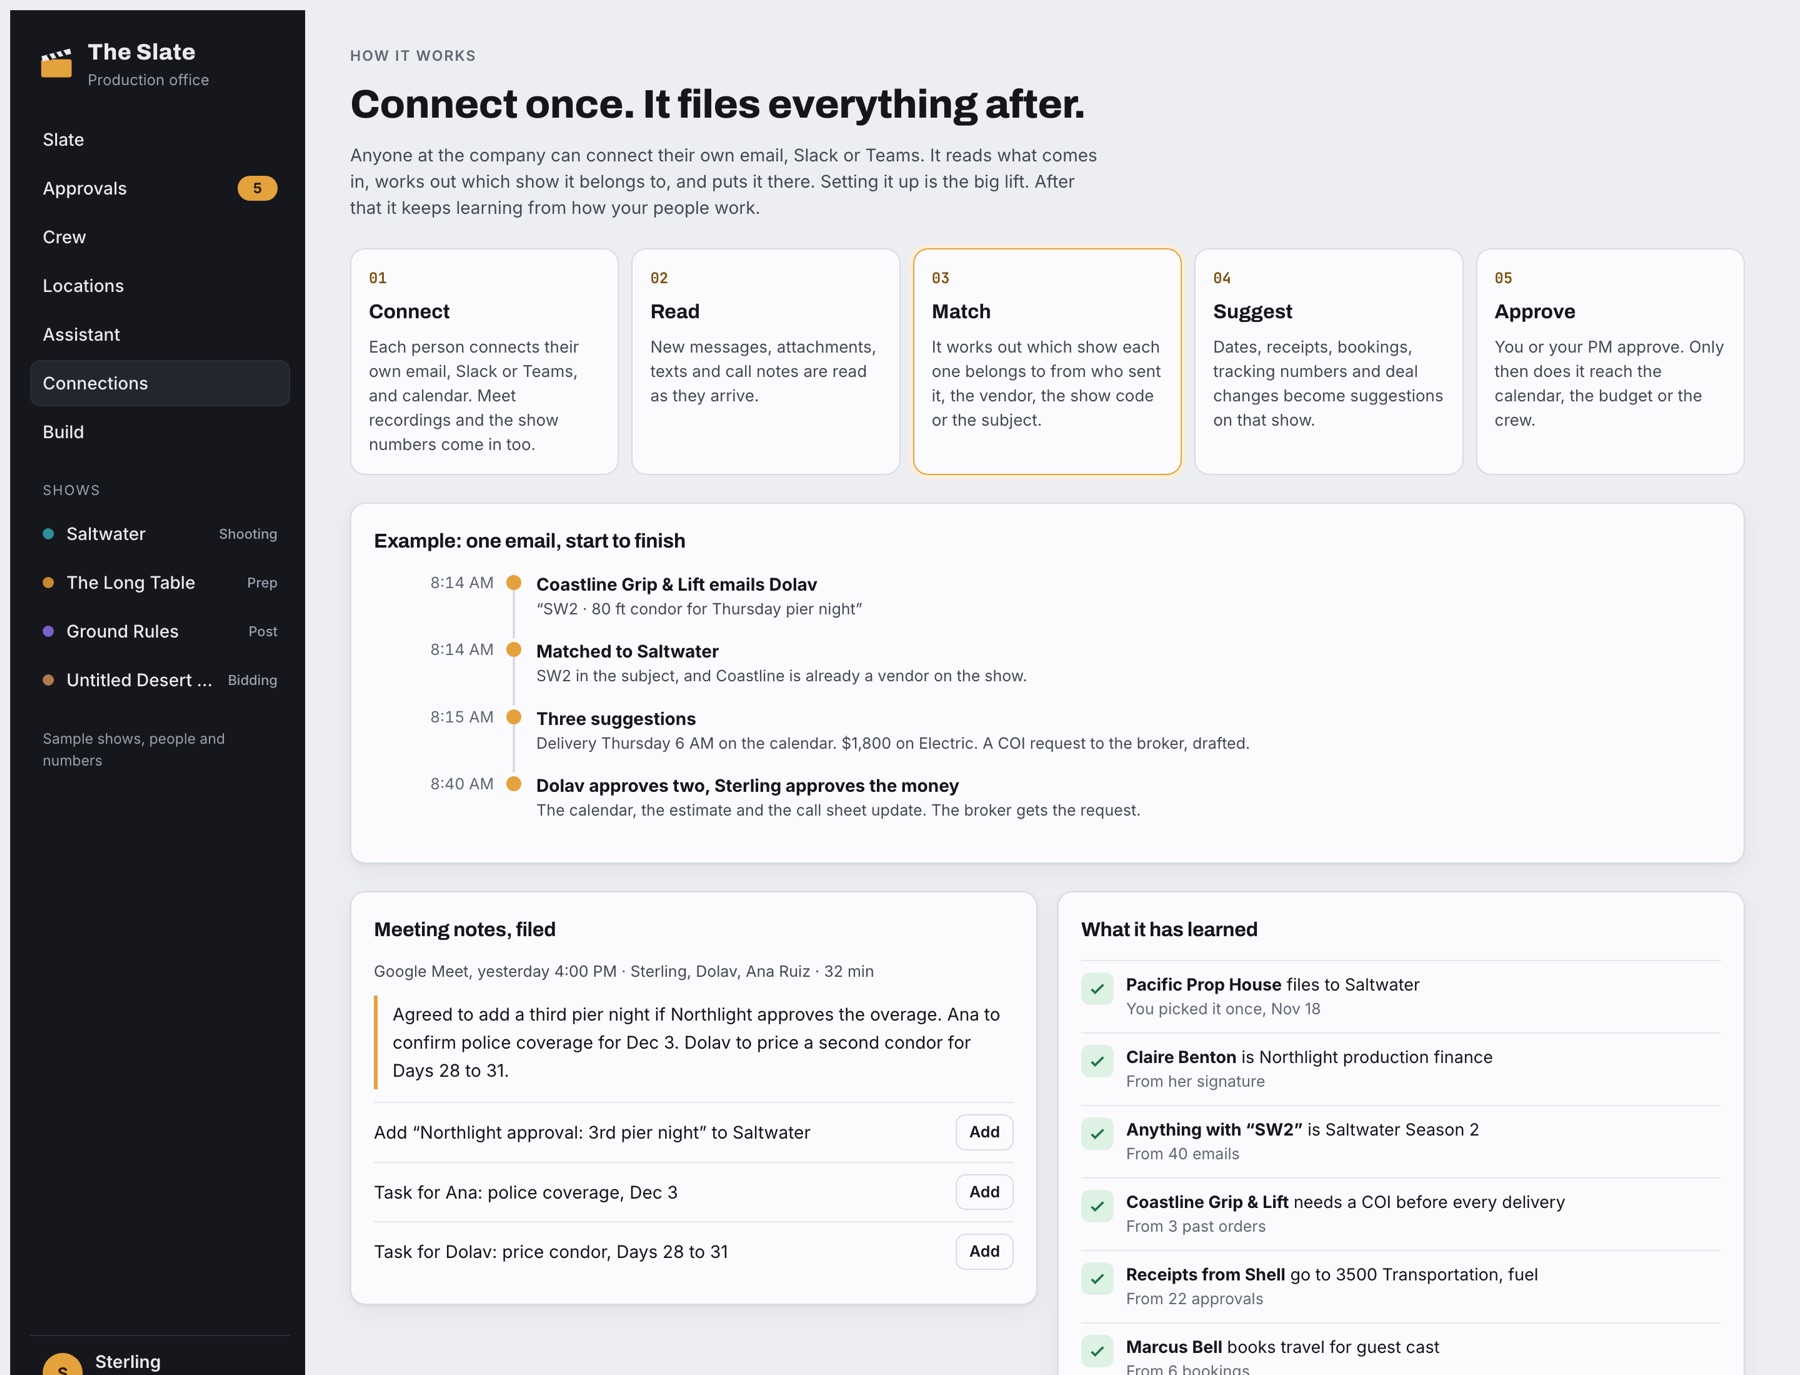 The Slate
Production office
Slate
Approvals 5
Crew
Locations
Assistant
Connections
Build
SHOWS
Saltwater Shooting
The Long Table Prep
Ground Rules Post
Untitled Desert ... Bidding
Sample shows, people and
numbers
S Sterling
HOW IT WORKS
Connect once. It files everything after.
Anyone at the company can connect their own email, Slack or Teams. It reads what comes
in, works out which show it belongs to, and puts it there. Setting it up is the big lift. After
that it keeps learning from how your people work.
01
Connect
Each person connects their
own email, Slack or Teams,
and calendar. Meet
recordings and the show
numbers come in too.
02
Read
New messages, attachments,
texts and call notes are read
as they arrive.
03
Match
It works out which show each
one belongs to from who sent
it, the vendor, the show code
or the subject.
04
Suggest
Dates, receipts, bookings,
tracking numbers and deal
changes become suggestions
on that show.
05
Approve
You or your PM approve. Only
then does it reach the
calendar, the budget or the
crew.
Example: one email, start to finish
8:14 AM Coastline Grip & Lift emails Dolav
“SW2 · 80 ft condor for Thursday pier night”
8:14 AM Matched to Saltwater
SW2 in the subject, and Coastline is already a vendor on the show.
8:15 AM Three suggestions
Delivery Thursday 6 AM on the calendar. $1,800 on Electric. A COI request to the broker, drafted.
8:40 AM Dolav approves two, Sterling approves the money
The calendar, the estimate and the call sheet update. The broker gets the request.
Meeting notes, filed
Google Meet, yesterday 4:00 PM · Sterling, Dolav, Ana Ruiz · 32 min
Agreed to add a third pier night if Northlight approves the overage. Ana to
confirm police coverage for Dec 3. Dolav to price a second condor for
Days 28 to 31.
Add “Northlight approval: 3rd pier night” to Saltwater Add
Task for Ana: police coverage, Dec 3 Add
Task for Dolav: price condor, Days 28 to 31 Add
What it has learned
Pacific Prop House files to Saltwater
You picked it once, Nov 18
Claire Benton is Northlight production finance
From her signature
Anything with “SW2” is Saltwater Season 2
From 40 emails
Coastline Grip & Lift needs a COI before every delivery
From 3 past orders
Receipts from Shell go to 3500 Transportation, fuel
From 22 approvals
Marcus Bell books travel for guest cast
From 6 bookings